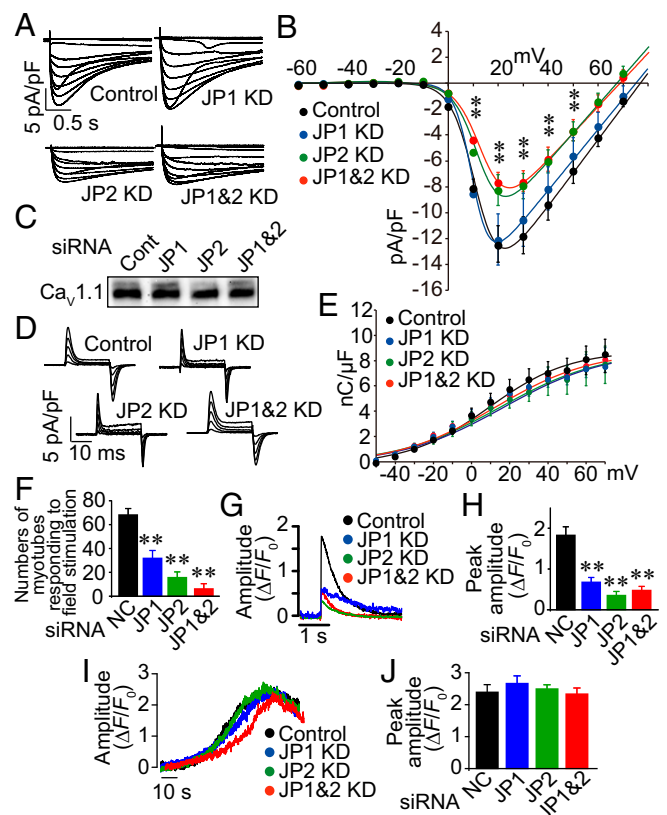 A
5 pA/pF
0.5 s
Control
JP1 KD
JP2 KD
JP1&2 KD
B
mV
-60 -40 -20 0 20 40 60
4
2
0
-2
-4
-6
-8
-10
-12
-14
-16
pA/pF
Control
JP1 KD
JP2 KD
JP1&2 KD
** ** ** ** **
C
siRNA
Cont JP1 JP2 JP1&2
CaV1.1
D
Control
JP1 KD
JP2 KD
JP1&2 KD
5 pA/pF
10 ms
E
nC/μF
12
10
8
6
4
2
0
-40 -20 0 20 40 60 mV
Control
JP1 KD
JP2 KD
JP1&2 KD
F
Numbers of
myotubes
responding to
field stimulation
80
60
40
20
0
** ** **
siRNA
NC JP1 JP2 JP1&2
G
Amplitude
(ΔF/F0)
2
1
0
1 s
Control
JP1 KD
JP2 KD
JP1&2 KD
H
Peak
amplitude
(ΔF/F0)
2
1
0
** ** **
siRNA
NC JP1 JP2 JP1&2
I
Amplitude
(ΔF/F0)
3
2
1
0
10 s
Control
JP1 KD
JP2 KD
JP1&2 KD
J
Peak
amplitude
(ΔF/F0)
3
2
1
0
siRNA
NC JP1 JP2 JP1&2